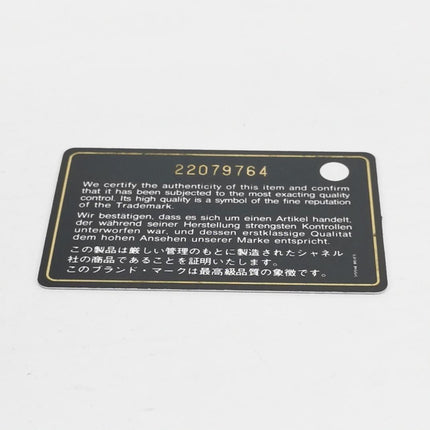 22079764
We certify the authenticity of this item and confirm
that it has been subjected to the most exacting quality
control. Its high quality is a symbol of the fine reputation
of the Trademark.
Wir bestätigen, dass es sich um einen Artikel handelt,
der während seiner Herstellung strengsten Kontrollen
unterworfen war, und dessen erstklassige Qualität
dem hohen Ansehen unserer Marke entspricht.
この製品は厳しい管理のもとに製造されたシャネル
社の商品であることを証明いたします。
このブランド・マークは最高級品質の象徴です。